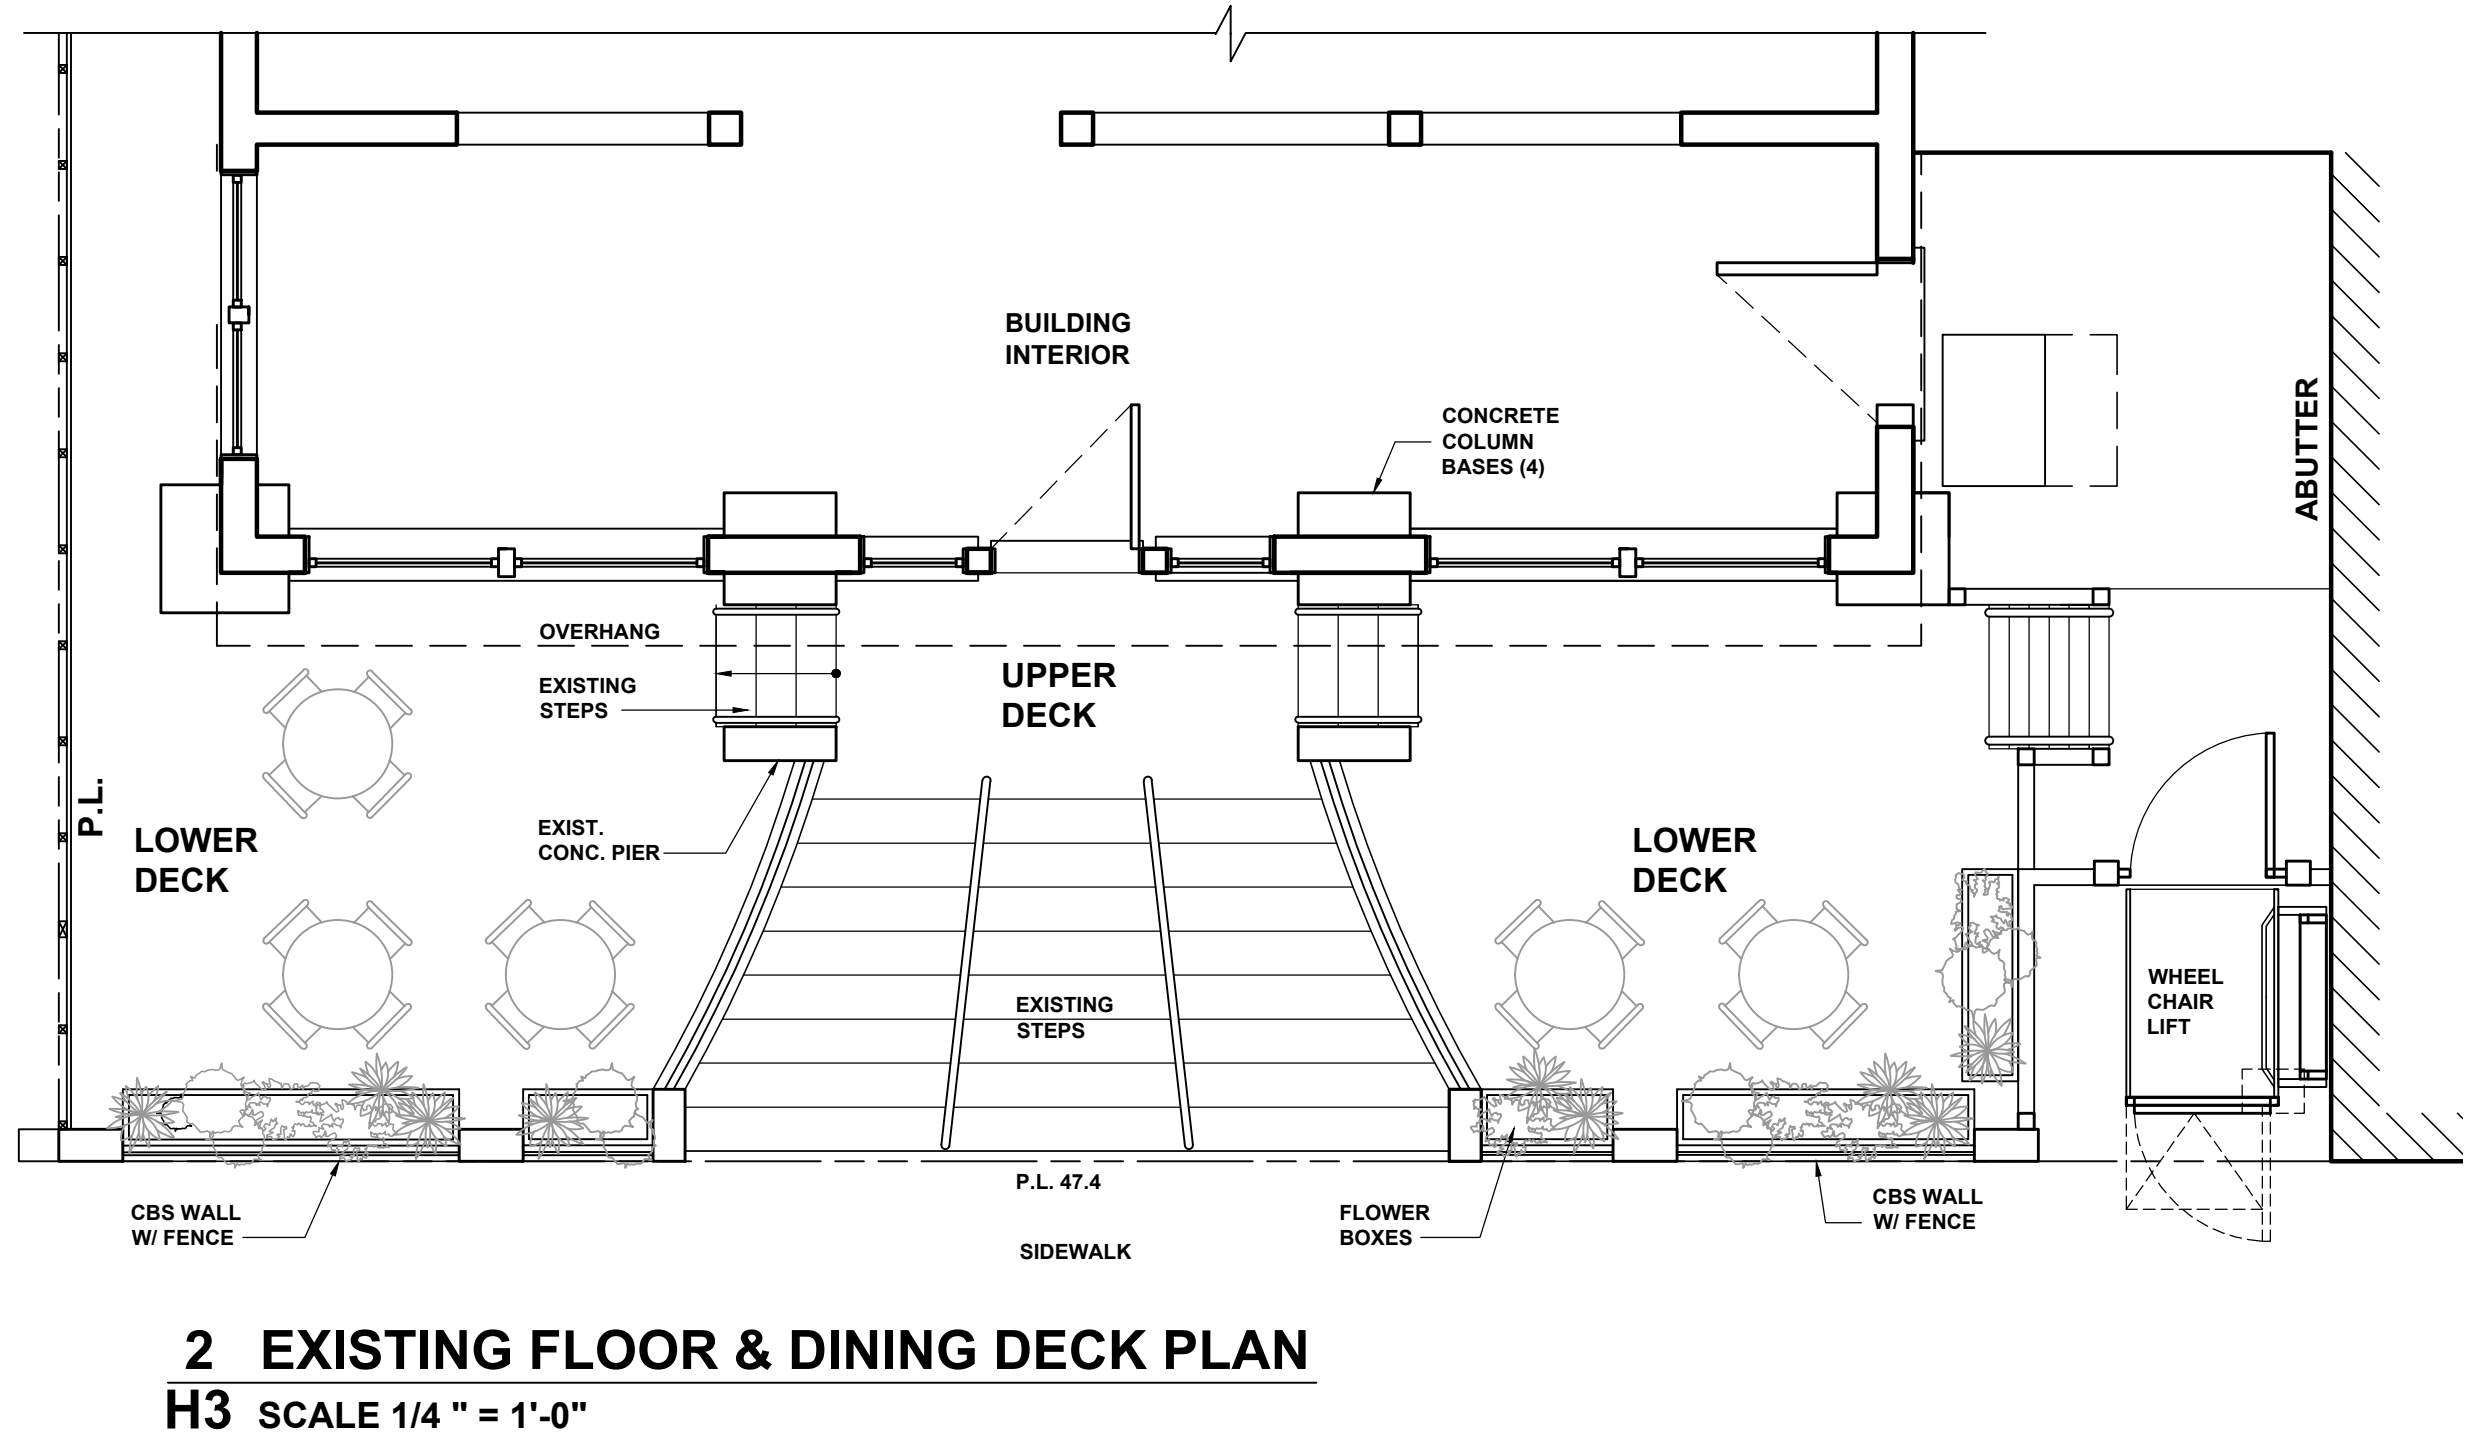 BUILDING
INTERIOR
CONCRETE
COLUMN
BASES (4)
ABUTTER
OVERHANG
EXISTING
STEPS
UPPER
DECK
P.L.
LOWER
DECK
EXIST.
CONC. PIER
LOWER
DECK
EXISTING
STEPS
WHEEL
CHAIR
LIFT
P.L. 47.4
CBS WALL
W/ FENCE
FLOWER
BOXES
CBS WALL
W/ FENCE
SIDEWALK
2 EXISTING FLOOR & DINING DECK PLAN
H3 SCALE 1/4 " = 1'-0"